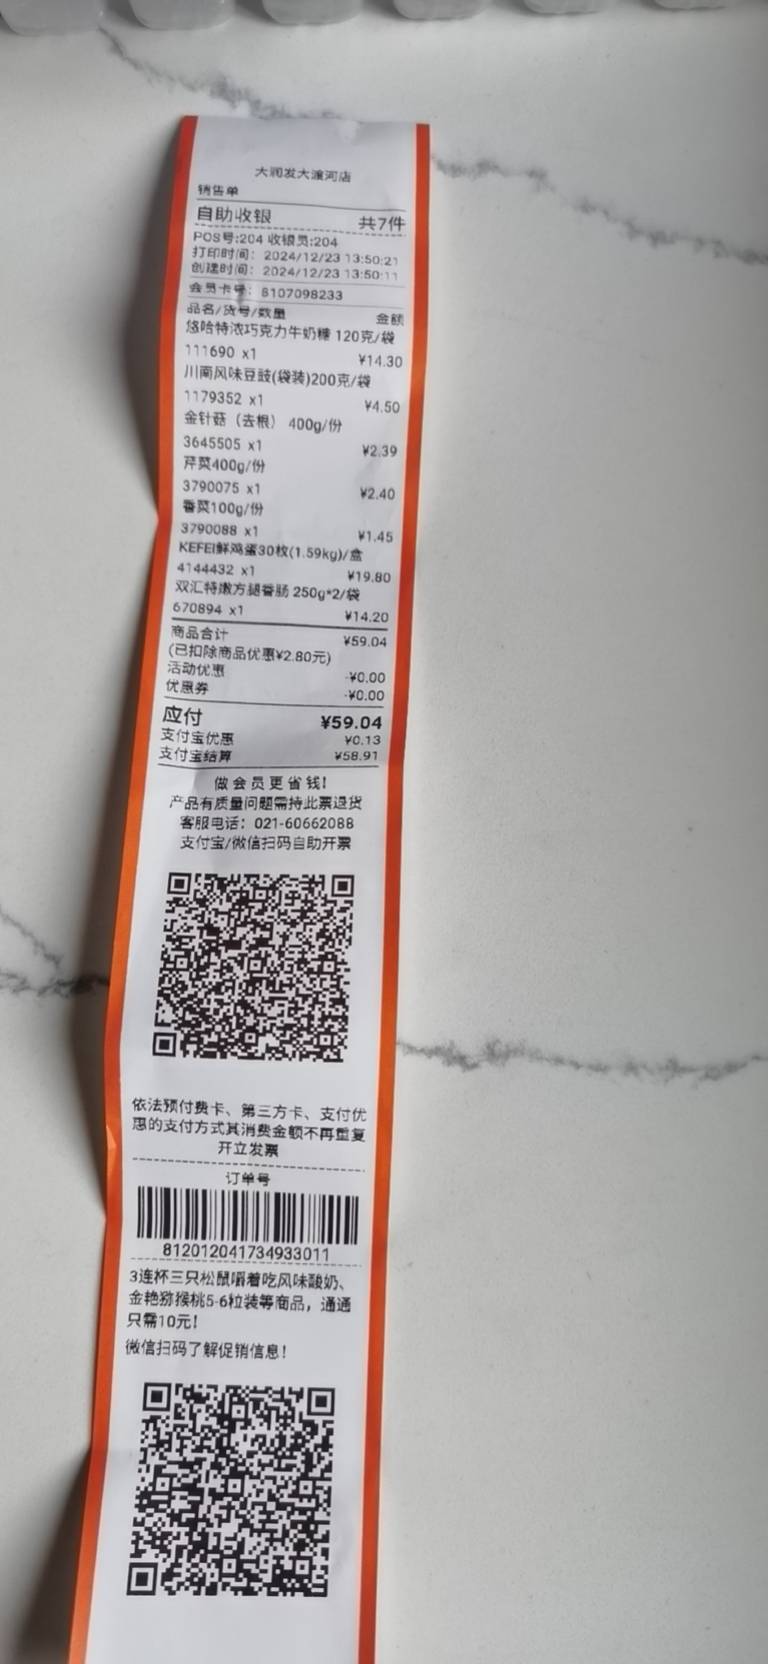 大润发大渡河店
销售单
自助收银 共7件
POS号:204 收银员:204
打印时间: 2024/12/23 13:50:21
创建时间: 2024/12/23 13:50:11
会员卡号: 8107098233
品名/货号/数量 金额
悠哈特浓巧克力牛奶糖 120克/袋
111690 x1 ¥14.30
川南风味豆豉(袋装)200克/袋
1179352 x1 ¥4.50
金针菇（去根） 400g/份
3645505 x1 ¥2.39
芹菜400g/份
3790075 x1 ¥2.40
香菜100g/份
3790088 x1 ¥1.45
KEFEI鲜鸡蛋30枚(1.59kg)/盒
4144432 x1 ¥19.80
双汇特嫩方腿香肠 250g*2/袋
670894 x1 ¥14.20
商品合计 ¥59.04
(已扣除商品优惠¥2.80元)
活动优惠 -¥0.00
优惠券 -¥0.00
应付 ¥59.04
支付宝优惠 ¥0.13
支付宝结算 ¥58.91
做会员更省钱!
产品有质量问题需持此票退货
客服电话: 021-60662088
支付宝/微信扫码自助开票
依法预付费卡、第三方卡、支付优
惠的支付方式其消费金额不再重复
开立发票
订单号
812012041734933011
3连杯三只松鼠嚼着吃风味酸奶、
金艳猕猴桃5-6粒装等商品，通通
只需10元!
微信扫码了解促销信息!